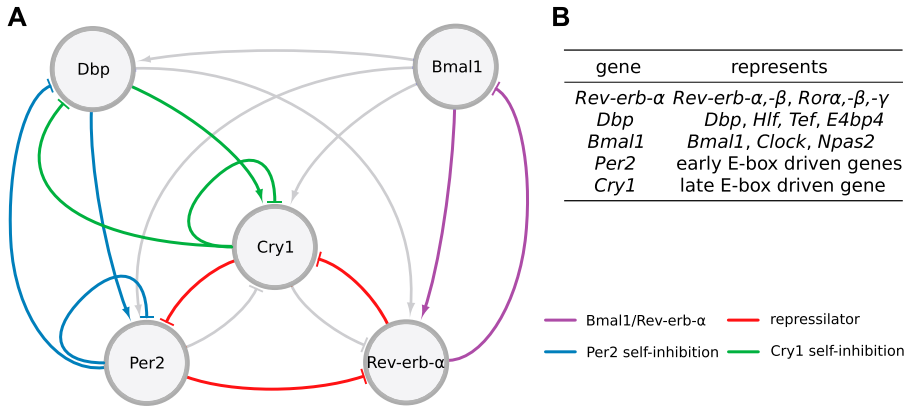 A
B
Dbp
Bmal1
Cry1
Per2
Rev-erb-α
gene represents
Rev-erb-α Rev-erb-α,-β, Rorα,-β,-γ
Dbp Dbp, Hlf, Tef, E4bp4
Bmal1 Bmal1, Clock, Npas2
Per2 early E-box driven genes
Cry1 late E-box driven gene
Bmal1/Rev-erb-α repressilator
Per2 self-inhibition Cry1 self-inhibition